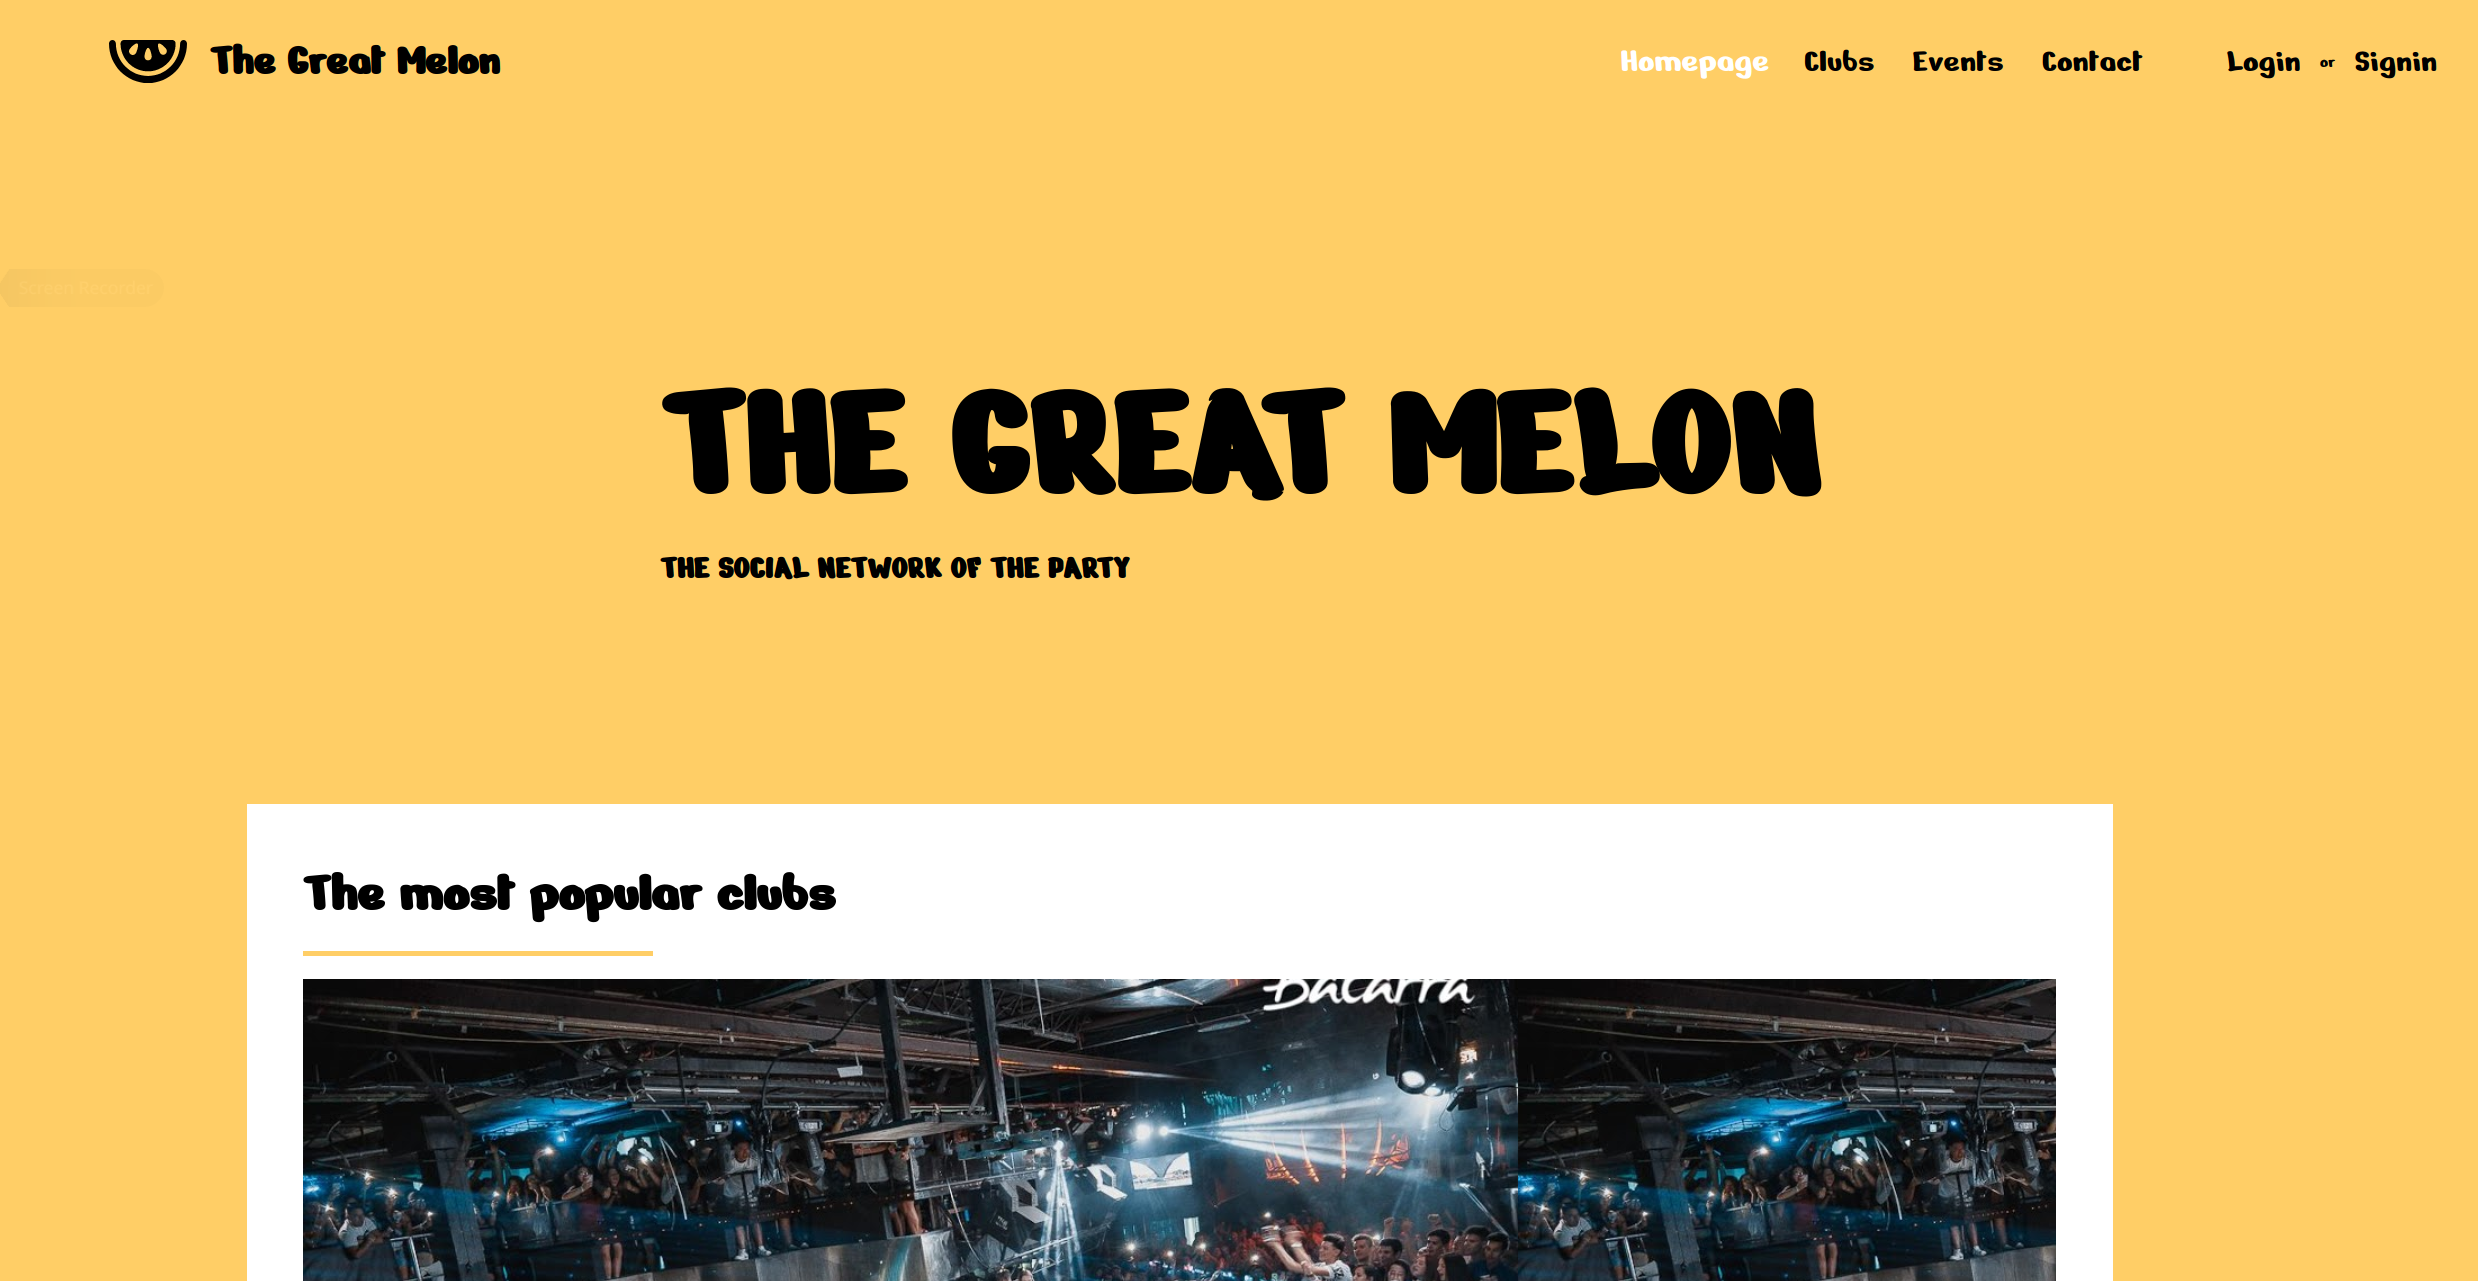 The Great Melon
Homepage Clubs Events Contact Login or Signin
Screen Recorder
THE GREAT MELON
THE SOCIAL NETWORK OF THE PARTY
The most popular clubs
Bacarra